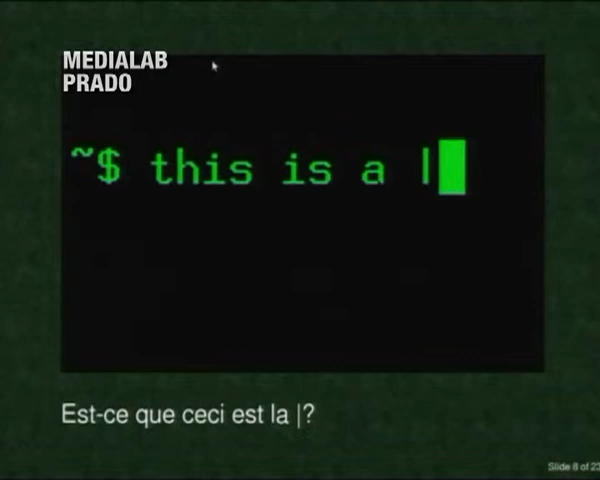 MEDIALAB
PRADO
~$ this is a |
Est-ce que ceci est la |?
Slide 8 of 23